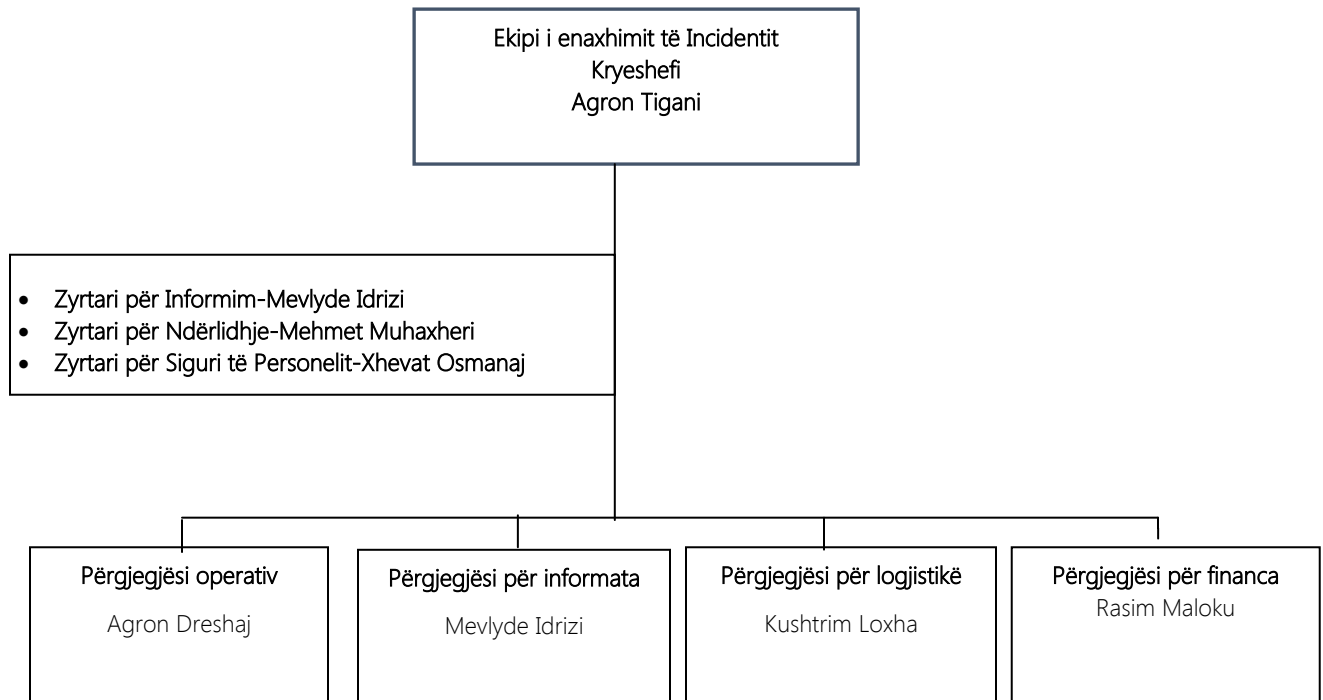 Ekipi i enaxhimit të Incidentit
Kryeshefi
Agron Tigani
• Zyrtari për Informim-Mevlyde Idrizi
• Zyrtari për Ndërlidhje-Mehmet Muhaxheri
• Zyrtari për Siguri të Personelit-Xhevat Osmanaj
Përgjegjësi operativ
Agron Dreshaj
Përgjegjësi për informata
Mevlyde Idrizi
Përgjegjësi për logjistikë
Kushtrim Loxha
Përgjegjësi për financa
Rasim Maloku